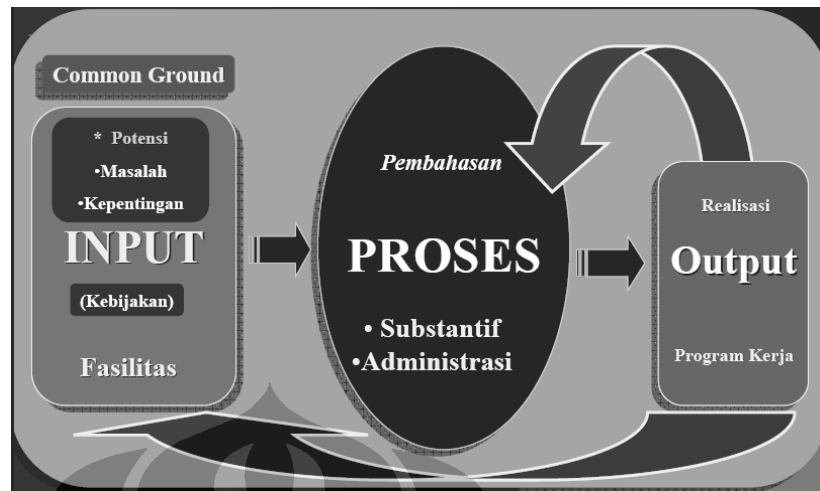 Common Ground
* Potensi
•Masalah
•Kepentingan
INPUT
(Kebijakan)
Fasilitas
Pembahasan
PROSES
• Substantif
•Administrasi
Realisasi
Output
Program Kerja